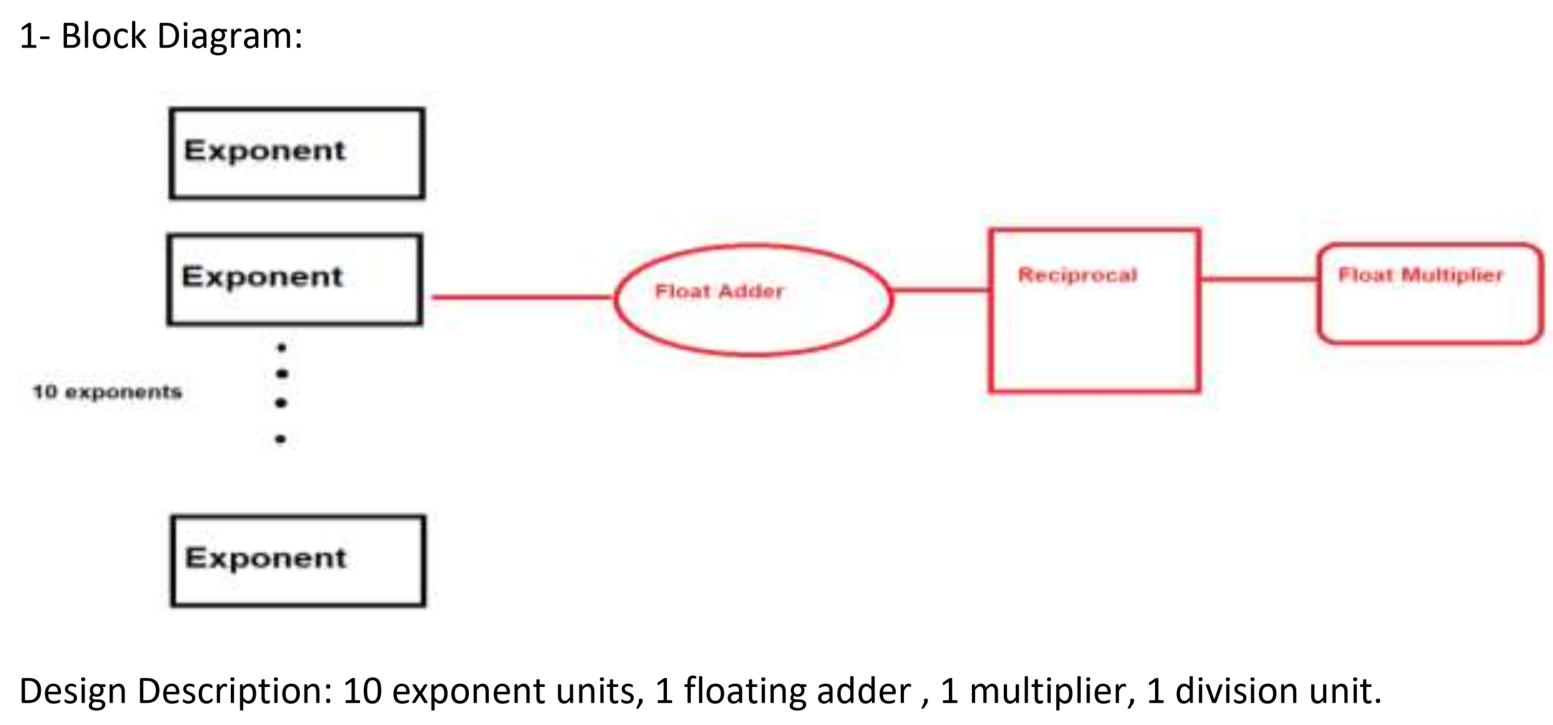 1- Block Diagram:
Exponent
Exponent
Float Adder
Reciprocal
Float Multiplier
10 exponents
Exponent
Design Description: 10 exponent units, 1 floating adder , 1 multiplier, 1 division unit.